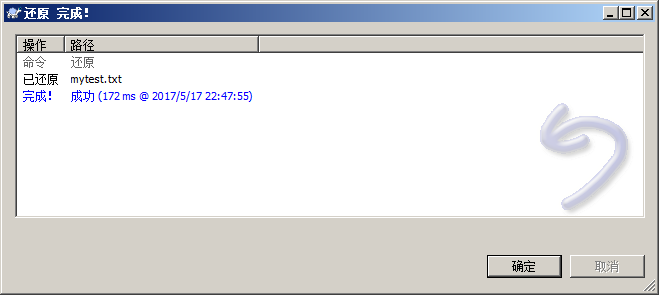 还原 完成!
操作 路径
命令 还原
已还原 mytest.txt
完成! 成功 (172 ms @ 2017/5/17 22:47:55)
确定 取消